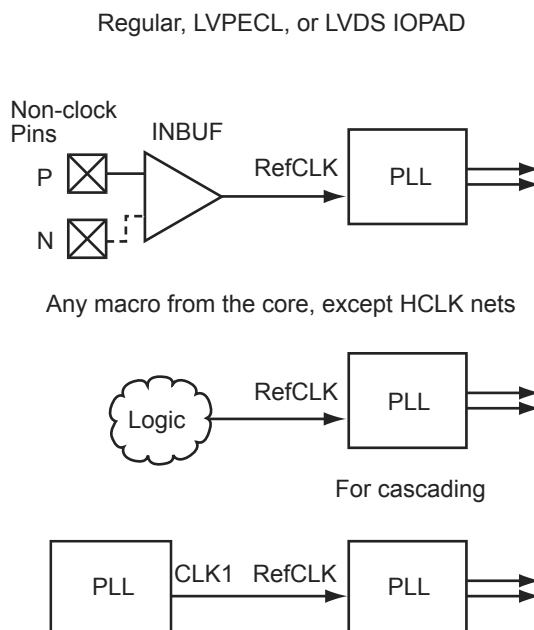 Regular, LVPECL, or LVDS IOPAD
Non-clock
Pins
INBUF
P
RefCLK
PLL
N
Any macro from the core, except HCLK nets
Logic
RefCLK
PLL
For cascading
PLL
CLK1
RefCLK
PLL